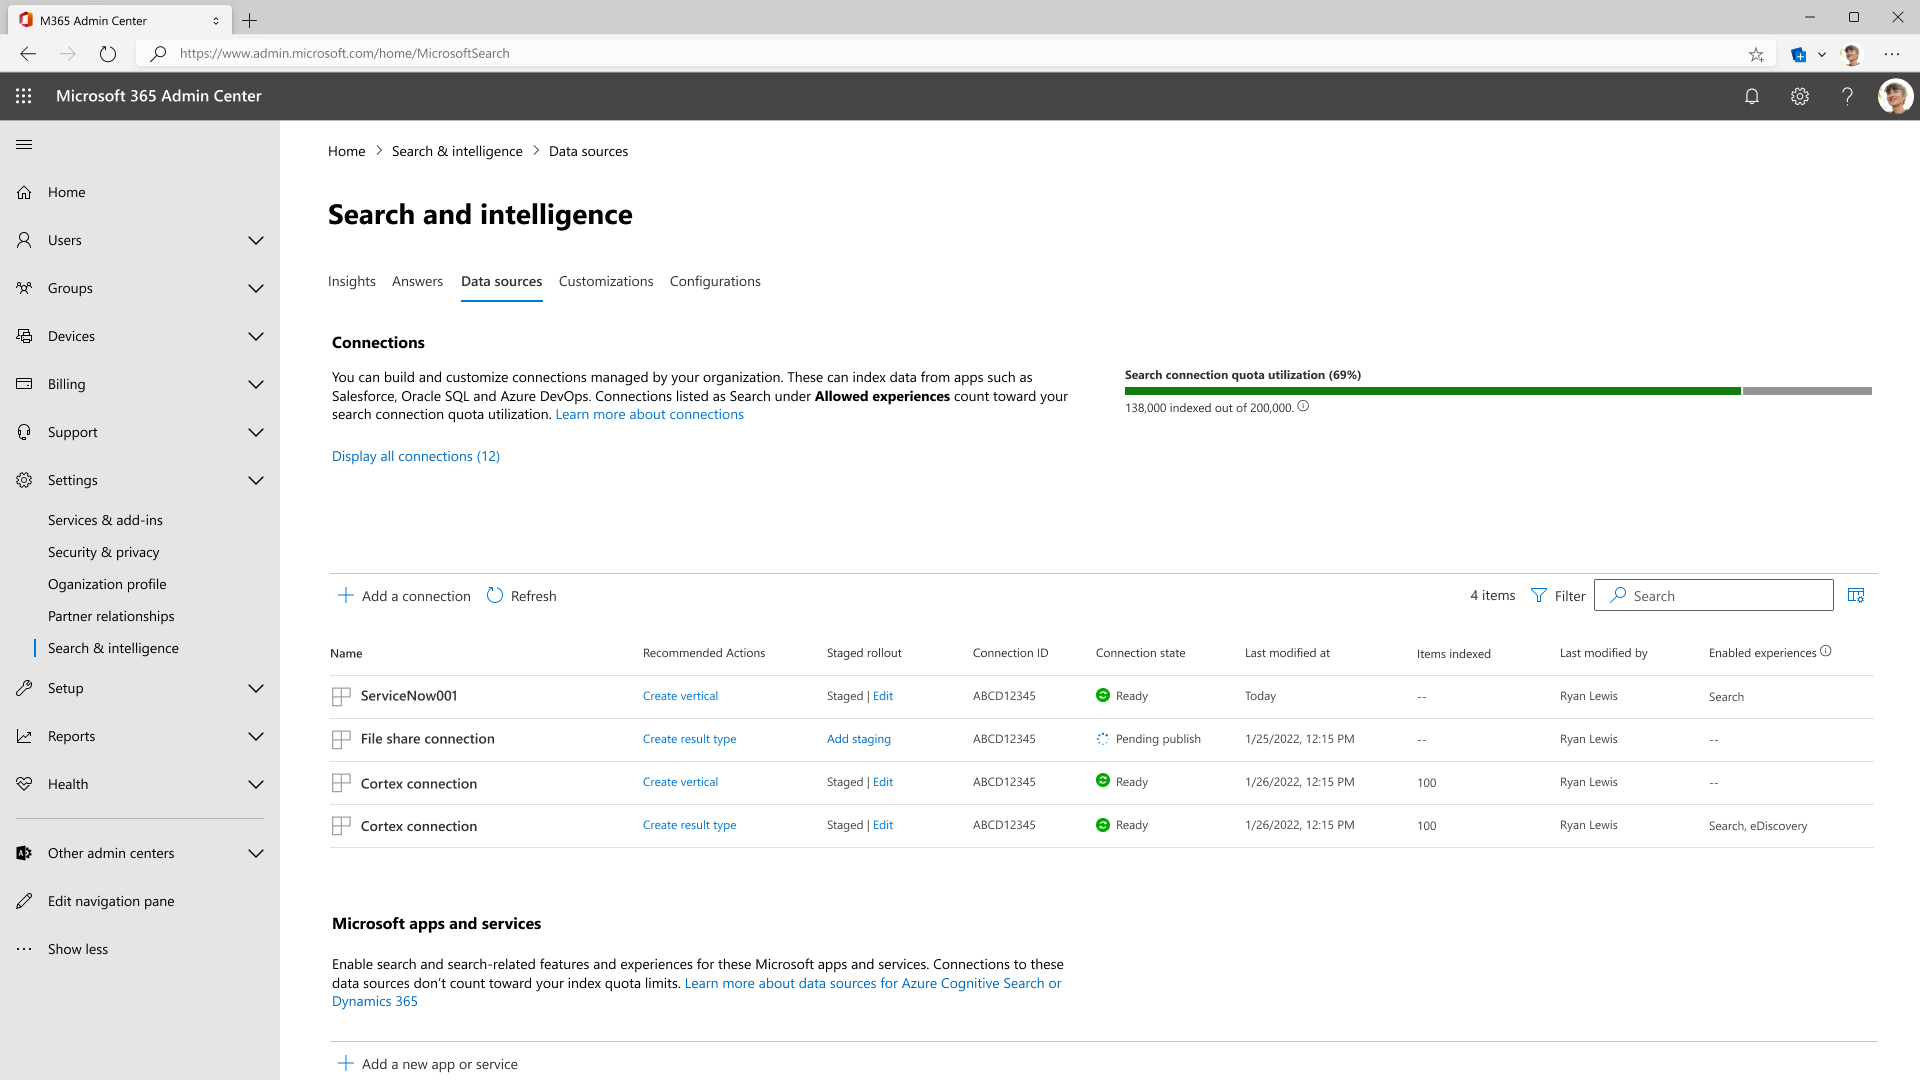 M365 Admin Center
https://www.admin.microsoft.com/home/MicrosoftSearch
Microsoft 365 Admin Center
Home
Users
Groups
Devices
Billing
Support
Settings
Services & add-ins
Security & privacy
Oganization profile
Partner relationships
Search & intelligence
Setup
Reports
Health
Other admin centers
Edit navigation pane
Show less
Home > Search & intelligence > Data sources
Search and intelligence
Insights Answers Data sources Customizations Configurations
Connections
You can build and customize connections managed by your organization. These can index data from apps such as
Salesforce, Oracle SQL and Azure DevOps. Connections listed as Search under Allowed experiences count toward your
search connection quota utilization. Learn more about connections
Display all connections (12)
Search connection quota utilization (69%)
138,000 indexed out of 200,000.
Add a connection Refresh 4 items Filter Search
Name Recommended Actions Staged rollout Connection ID Connection state Last modified at Items indexed Last modified by Enabled experiences
ServiceNow001 Create vertical Staged | Edit ABCD12345 Ready Today -- Ryan Lewis Search
File share connection Create result type Add staging ABCD12345 Pending publish 1/25/2022, 12:15 PM -- Ryan Lewis --
Cortex connection Create vertical Staged | Edit ABCD12345 Ready 1/26/2022, 12:15 PM 100 Ryan Lewis --
Cortex connection Create result type Staged | Edit ABCD12345 Ready 1/26/2022, 12:15 PM 100 Ryan Lewis Search, eDiscovery
Microsoft apps and services
Enable search and search-related features and experiences for these Microsoft apps and services. Connections to these
data sources don't count toward your index quota limits. Learn more about data sources for Azure Cognitive Search or
Dynamics 365
Add a new app or service